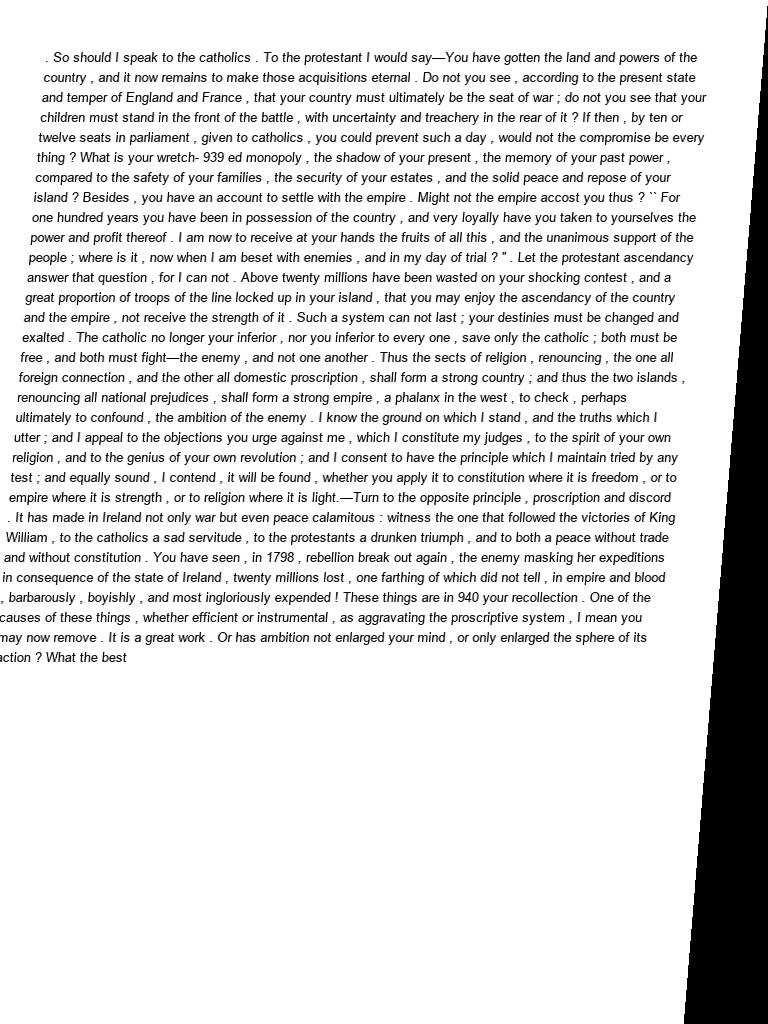 . So should I speak to the catholics . To the protestant I would say—You have gotten the land and powers of the
country , and it now remains to make those acquisitions eternal . Do not you see , according to the present state
and temper of England and France , that your country must ultimately be the seat of war ; do not you see that your
children must stand in the front of the battle , with uncertainty and treachery in the rear of it ? If then , by ten or
twelve seats in parliament , given to catholics , you could prevent such a day , would not the compromise be every
thing ? What is your wretch- 939 ed monopoly , the shadow of your present , the memory of your past power ,
compared to the safety of your families , the security of your estates , and the solid peace and repose of your
island ? Besides , you have an account to settle with the empire . Might not the empire accost you thus ? `` For
one hundred years you have been in possession of the country , and very loyally have you taken to yourselves the
power and profit thereof . I am now to receive at your hands the fruits of all this , and the unanimous support of the
people ; where is it , now when I am beset with enemies , and in my day of trial ? " . Let the protestant ascendancy
answer that question , for I can not . Above twenty millions have been wasted on your shocking contest , and a
great proportion of troops of the line locked up in your island , that you may enjoy the ascendancy of the country
and the empire , not receive the strength of it . Such a system can not last ; your destinies must be changed and
exalted . The catholic no longer your inferior , nor you inferior to every one , save only the catholic ; both must be
free , and both must fight—the enemy , and not one another . Thus the sects of religion , renouncing , the one all
foreign connection , and the other all domestic proscription , shall form a strong country ; and thus the two islands ,
renouncing all national prejudices , shall form a strong empire , a phalanx in the west , to check , perhaps
ultimately to confound , the ambition of the enemy . I know the ground on which I stand , and the truths which I
utter ; and I appeal to the objections you urge against me , which I constitute my judges , to the spirit of your own
religion , and to the genius of your own revolution ; and I consent to have the principle which I maintain tried by any
test ; and equally sound , I contend , it will be found , whether you apply it to constitution where it is freedom , or to
empire where it is strength , or to religion where it is light.—Turn to the opposite principle , proscription and discord
. It has made in Ireland not only war but even peace calamitous : witness the one that followed the victories of King
William , to the catholics a sad servitude , to the protestants a drunken triumph , and to both a peace without trade
and without constitution . You have seen , in 1798 , rebellion break out again , the enemy masking her expeditions
in consequence of the state of Ireland , twenty millions lost , one farthing of which did not tell , in empire and blood
, barbarously , boyishly , and most ingloriously expended ! These things are in 940 your recollection . One of the
causes of these things , whether efficient or instrumental , as aggravating the proscriptive system , I mean you
may now remove . It is a great work . Or has ambition not enlarged your mind , or only enlarged the sphere of its
action ? What the best